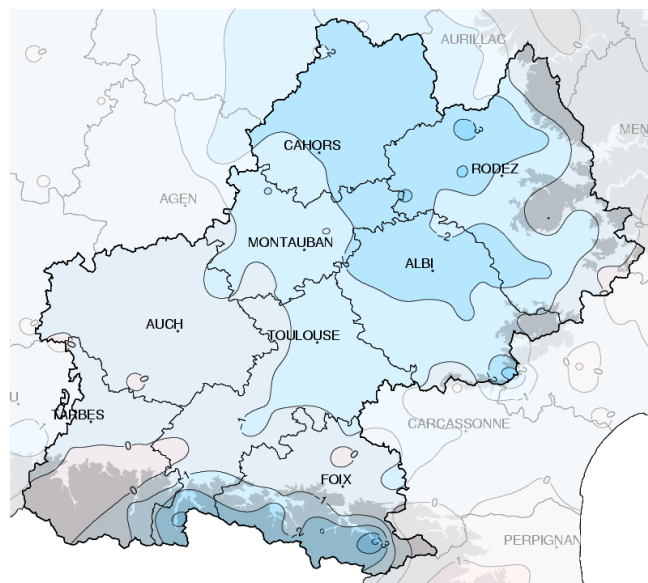 AURILLAC
MEN
CAHORS
RODEZ
AGEN
MONTAUBAN
ALBI
AUCH
TOULOUSE
U
TARBES
CARCASSONNE
FOIX
PERPIGNAN